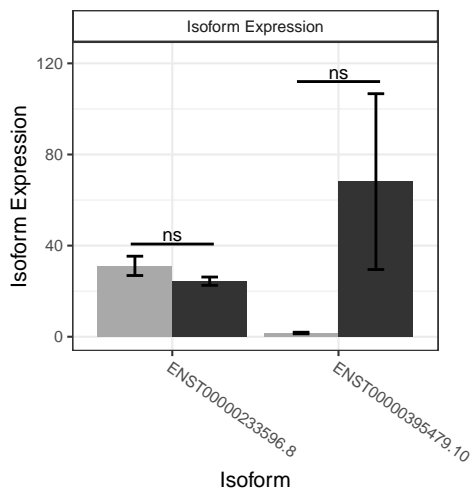 Isoform Expression
Isoform Expression
120
80
40
0
ns
ns
ENST00000233596.8
ENST00000395479.10
Isoform